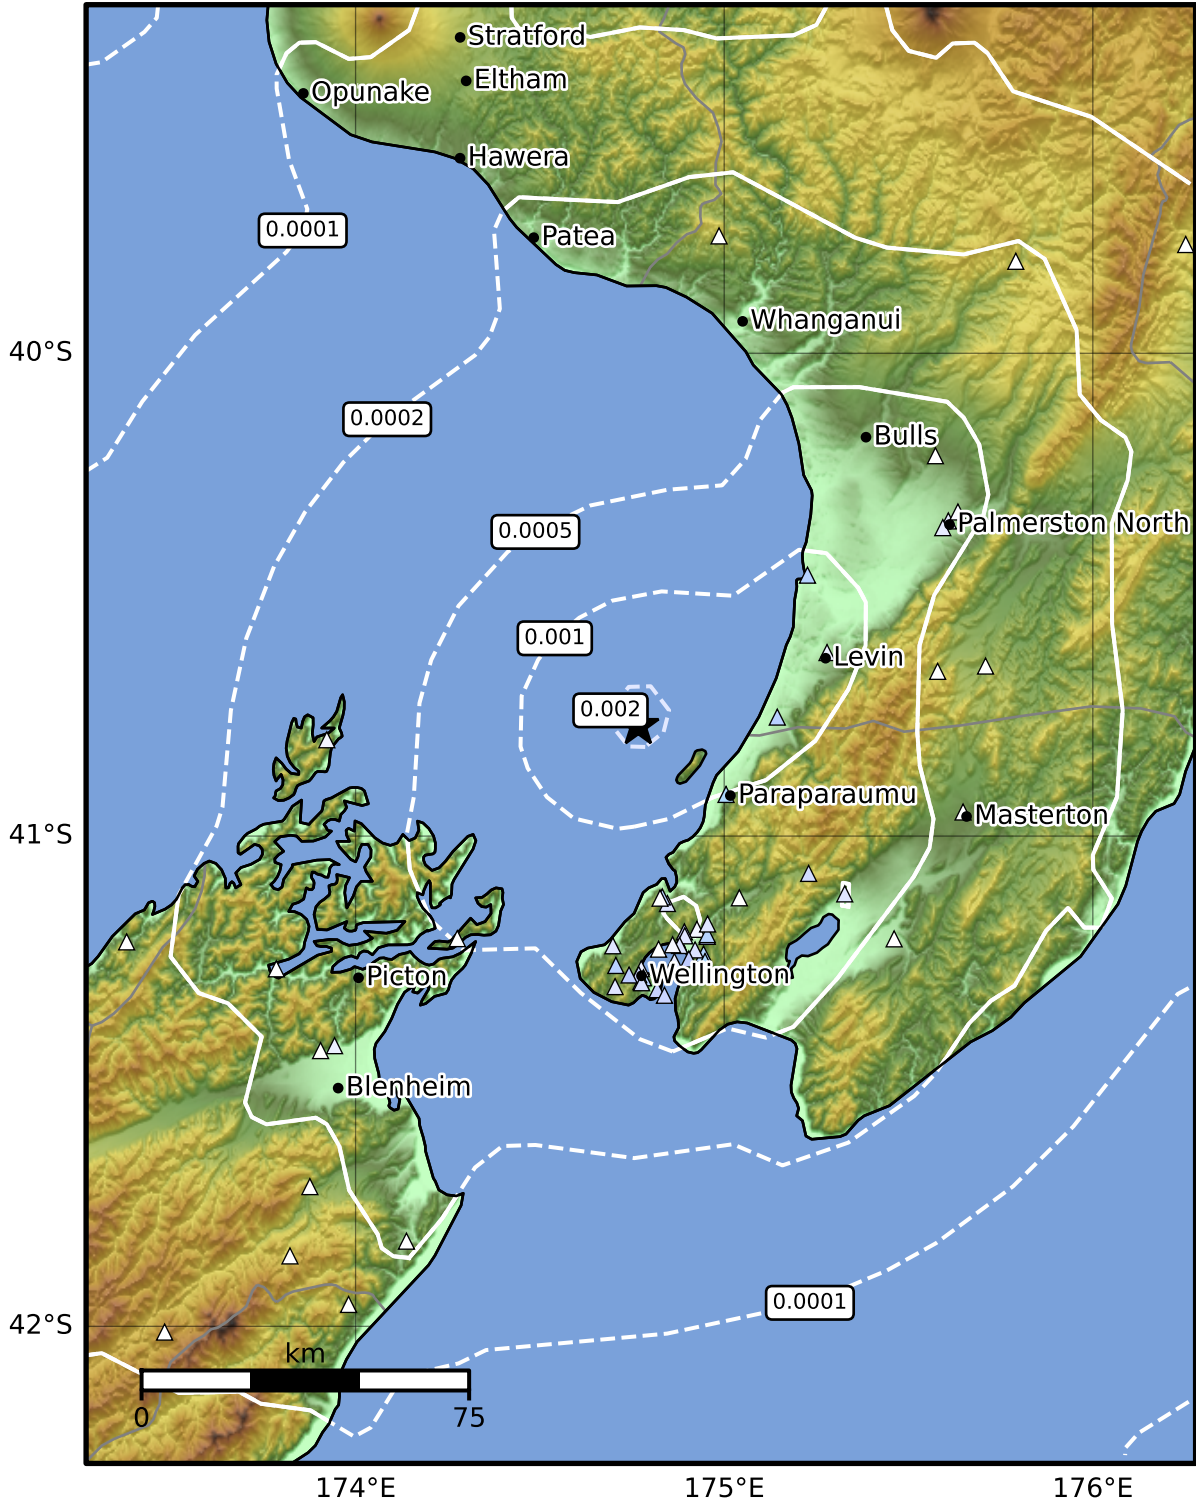 Stratford
Eltham
Opunake
Hawera
0.0001
Patea
Whanganui
40°S
0.0002
Bulls
0.0005
Palmerston North
0.001
Levin
0.002
Paraparaumu
Masterton
41°S
Picton
Wellington
Blenheim
0.0001
42°S
km
0 75
174°E 175°E 176°E